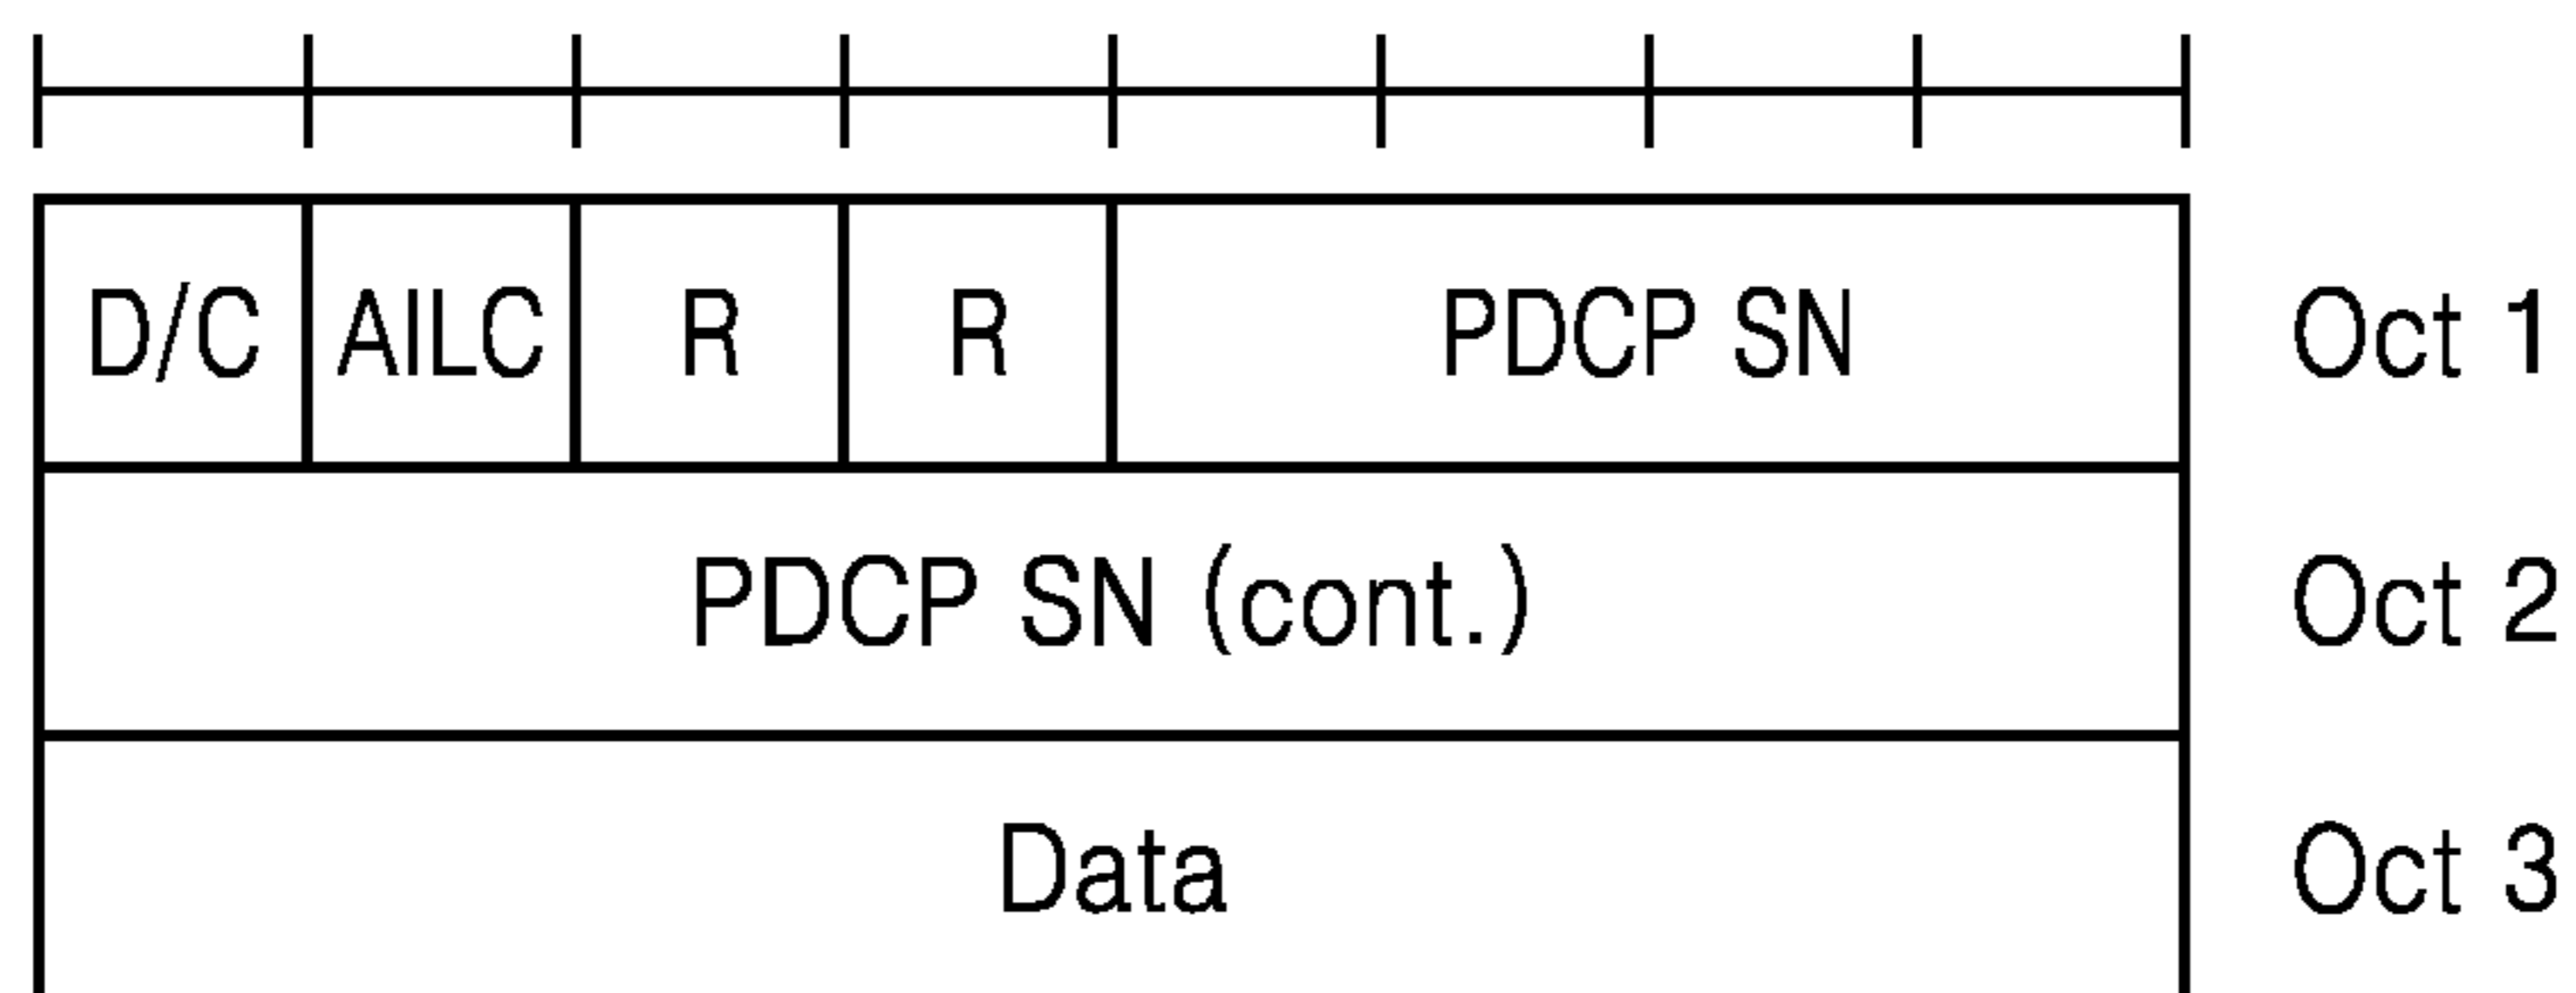 D/C AILC R R PDCP SN Oct 1
PDCP SN (cont.) Oct 2
Data Oct 3